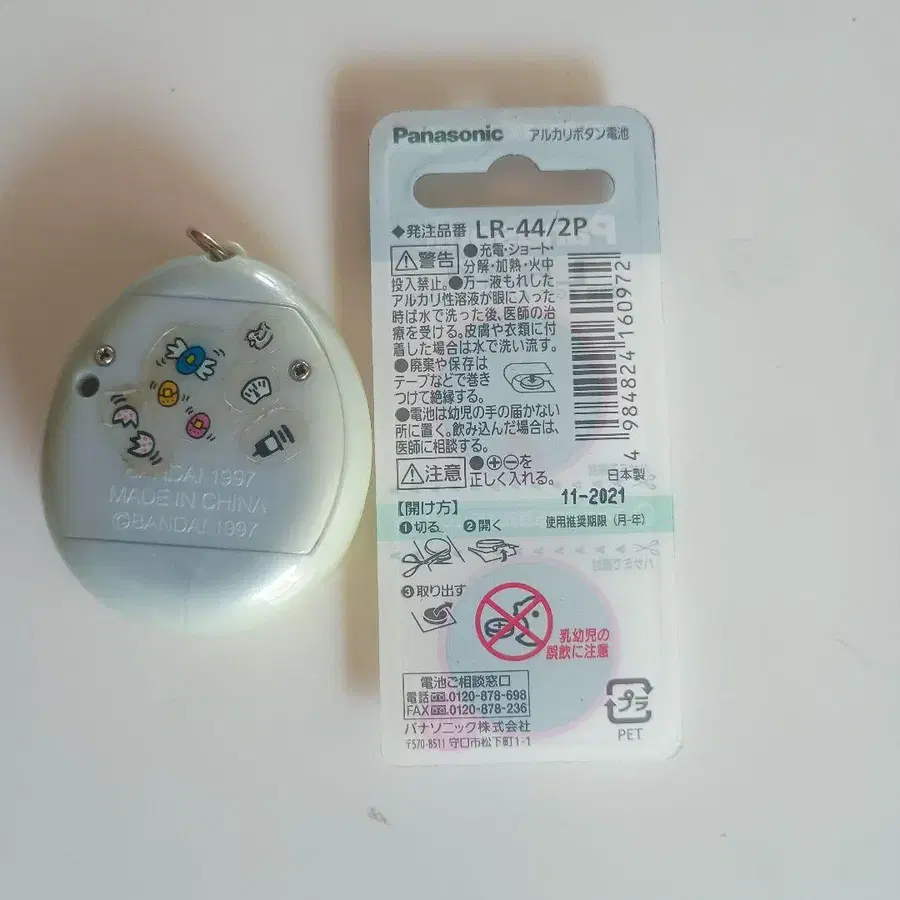 BANDAI 1997
MADE IN CHINA
©BANDAI 1997
Panasonic アルカリボタン電池
◆発注品番 LR-44/2P
⚠警告 ●充電・ショート・
分解・加熱・火中
投入禁止。●万一液もれした
アルカリ性溶液が眼に入った
時は水で洗った後、医師の治
療を受ける。皮膚や衣類に付
着した場合は水で洗い流す。
●廃棄や保存は
テープなどで巻き
つけて絶縁する。
●電池は幼児の手の届かない
所に置く。飲み込んだ場合は、
医師に相談する。
⚠注意 ●⊕⊖を
正しく入れる。
4 984824 160972
日本製
11-2021
使用推奨期限(月-年)
【開け方】
❶切る ❷開く
❸取り出す
乳幼児の
誤飲に注意
電池ご相談窓口
電話 0120-878-698
FAX 0120-878-236
パナソニック株式会社
〒570-8511 守口市松下町1-1
プラ
PET